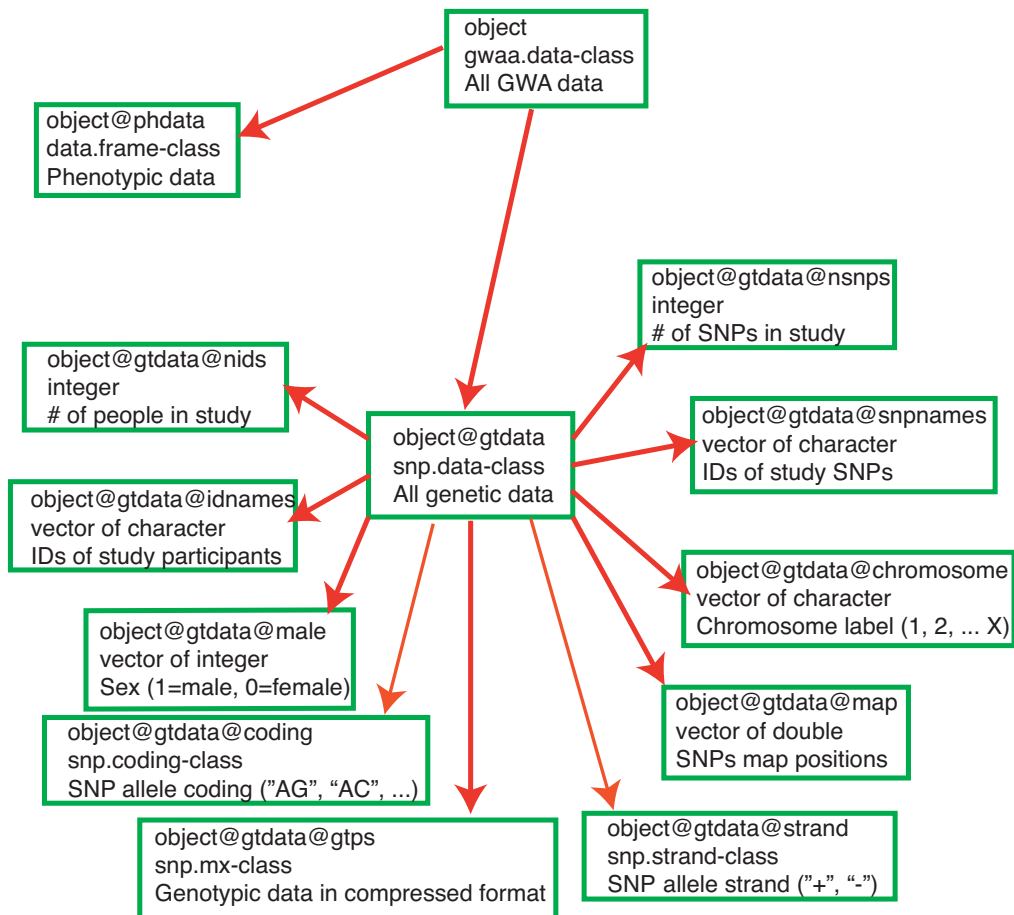 object
gwaa.data-class
All GWA data
object@phdata
data.frame-class
Phenotypic data
object@gtdata@nsnps
integer
# of SNPs in study
object@gtdata@nids
integer
# of people in study
object@gtdata
snp.data-class
All genetic data
object@gtdata@snpnames
vector of character
IDs of study SNPs
object@gtdata@idnames
vector of character
IDs of study participants
object@gtdata@chromosome
vector of character
Chromosome label (1, 2, ... X)
object@gtdata@male
vector of integer
Sex (1=male, 0=female)
object@gtdata@map
vector of double
SNPs map positions
object@gtdata@coding
snp.coding-class
SNP allele coding (”AG”, “AC”, ...)
object@gtdata@strand
snp.strand-class
SNP allele strand (”+”, “-”)
object@gtdata@gtps
snp.mx-class
Genotypic data in compressed format